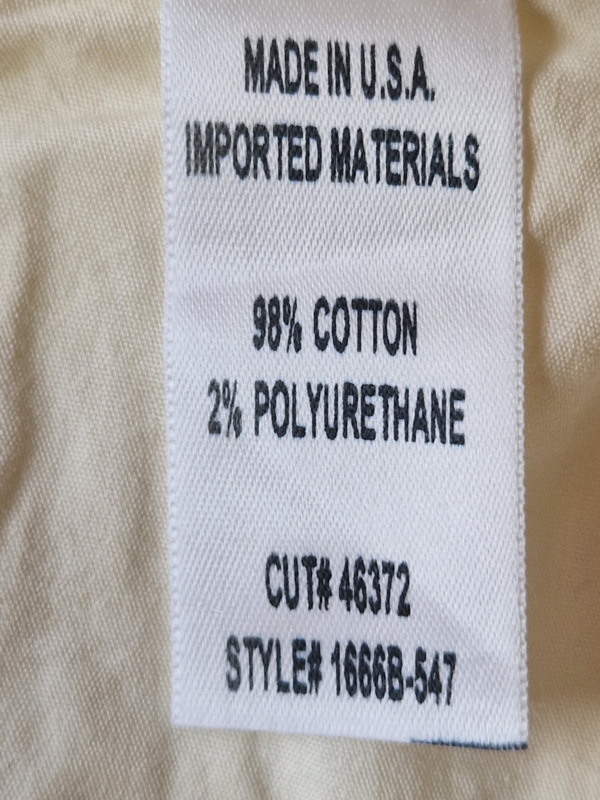 MADE IN U.S.A.
IMPORTED MATERIALS
98% COTTON
2% POLYURETHANE
CUT# 46372
STYLE# 1666B-547